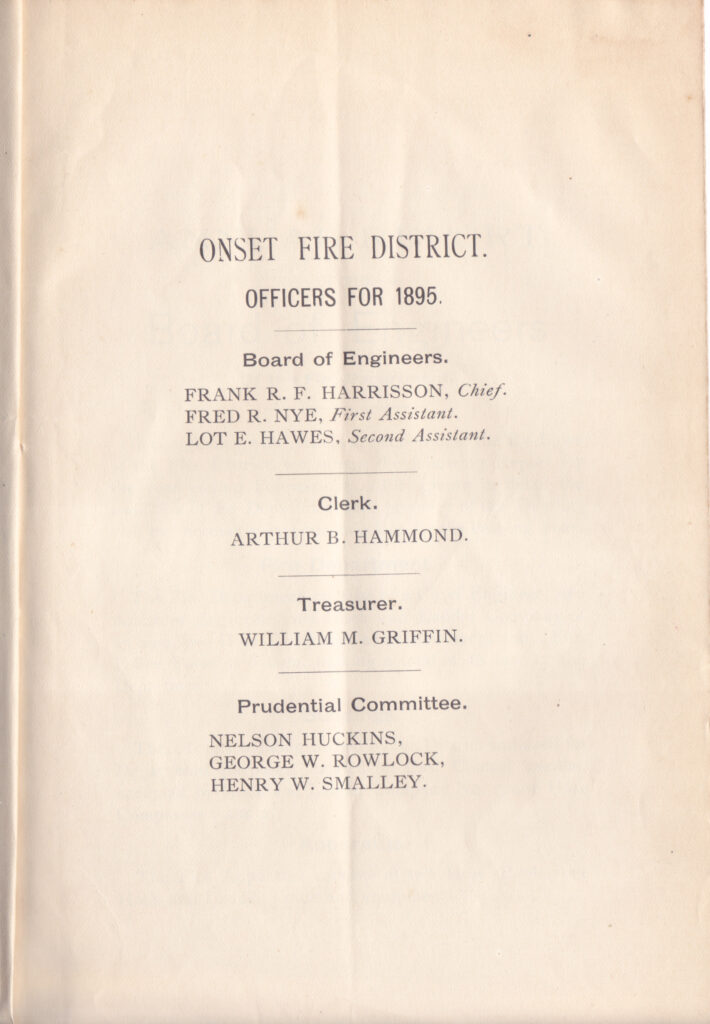 ONSET FIRE DISTRICT.
OFFICERS FOR 1895.
Board of Engineers.
FRANK R. F. HARRISSON, Chief.
FRED R. NYE, First Assistant.
LOT E. HAWES, Second Assistant.
Clerk.
ARTHUR B. HAMMOND.
Treasurer.
WILLIAM M. GRIFFIN.
Prudential Committee.
NELSON HUCKINS,
GEORGE W. ROWLOCK,
HENRY W. SMALLEY.